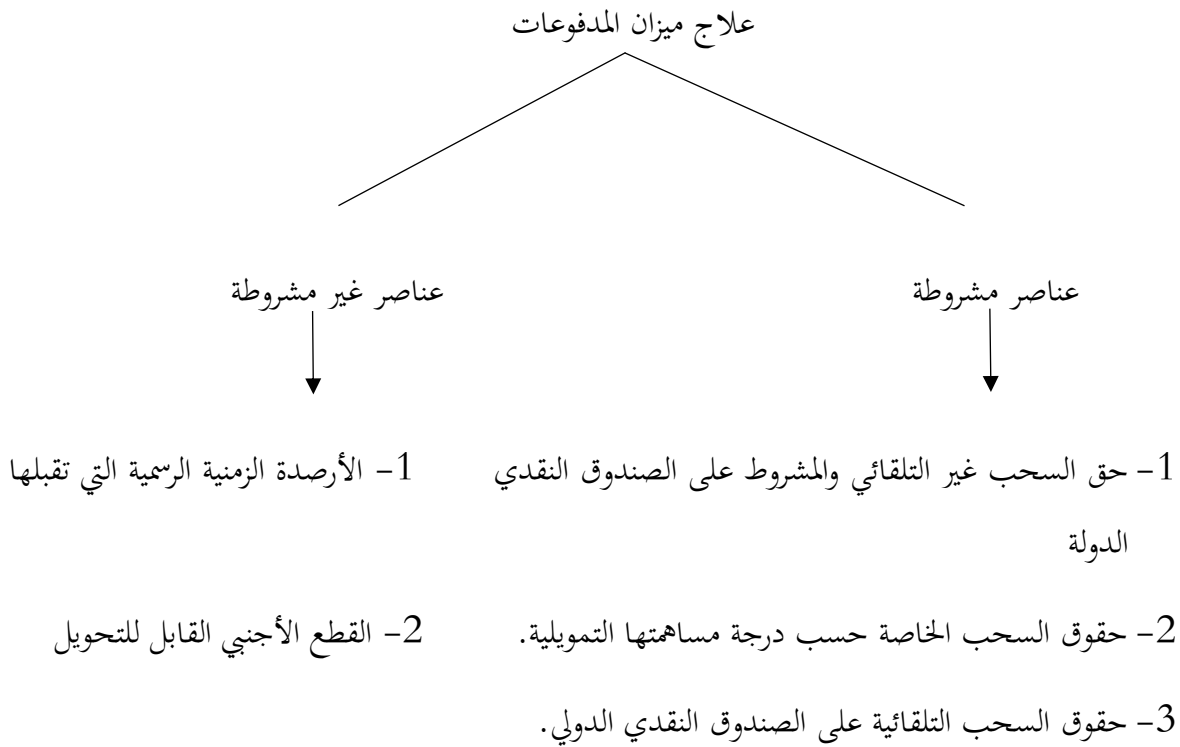 علاج ميزان المدفوعات
عناصر مشروطة
عناصر غير مشروطة
1- حق السحب غير التلقائي والمشروط على الصندوق النقدي
1- الأرصدة الزمنية الرسمية التي تقبلها
الدولة
2- حقوق السحب الخاصة حسب درجة مساهمتها التمويلية.
2- القطع الأجنبي القابل للتحويل
3- حقوق السحب التلقائية على الصندوق النقدي الدولي.